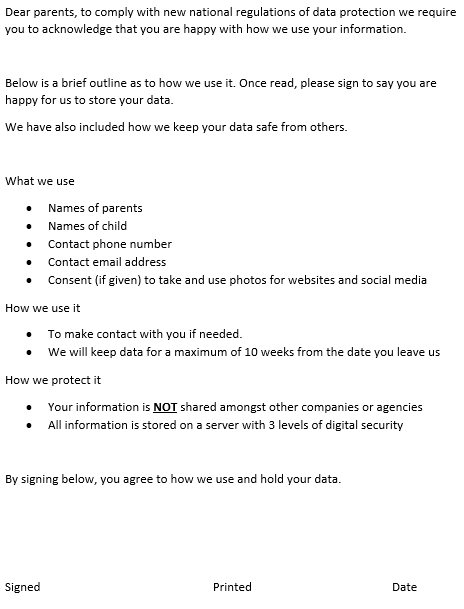 Dear parents, to comply with new national regulations of data protection we require
you to acknowledge that you are happy with how we use your information.
Below is a brief outline as to how we use it. Once read, please sign to say you are
happy for us to store your data.
We have also included how we keep your data safe from others.
What we use
• Names of parents
• Names of child
• Contact phone number
• Contact email address
• Consent (if given) to take and use photos for websites and social media
How we use it
• To make contact with you if needed.
• We will keep data for a maximum of 10 weeks from the date you leave us
How we protect it
• Your information is NOT shared amongst other companies or agencies
• All information is stored on a server with 3 levels of digital security
By signing below, you agree to how we use and hold your data.
Signed Printed Date